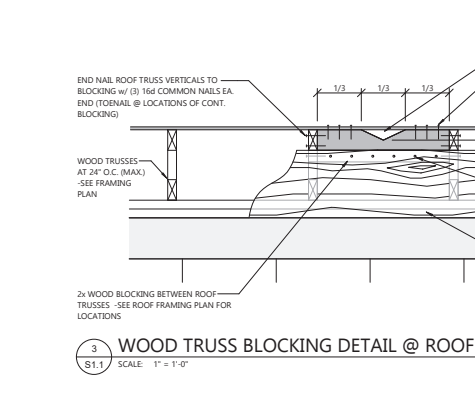 END NAIL ROOF TRUSS VERTICALS TO
BLOCKING w/ (3) 16d COMMON NAILS EA.
END (TOENAIL @ LOCATIONS OF CONT.
BLOCKING)
1/3 1/3 1/3
WOOD TRUSSES
AT 24" O.C. (MAX.)
-SEE FRAMING
PLAN
2x WOOD BLOCKING BETWEEN ROOF
TRUSSES -SEE ROOF FRAMING PLAN FOR
LOCATIONS
3
S1.1
WOOD TRUSS BLOCKING DETAIL @ ROOF
SCALE: 1" = 1'-0"